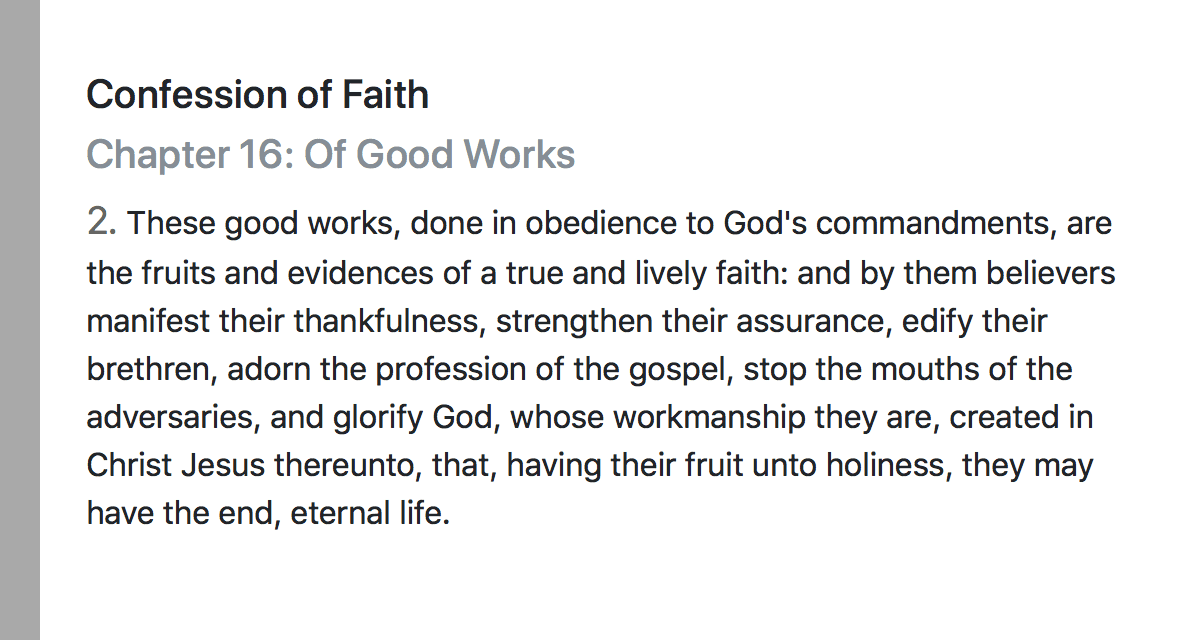 Confession of Faith
Chapter 16: Of Good Works
2. These good works, done in obedience to God's commandments, are
the fruits and evidences of a true and lively faith: and by them believers
manifest their thankfulness, strengthen their assurance, edify their
brethren, adorn the profession of the gospel, stop the mouths of the
adversaries, and glorify God, whose workmanship they are, created in
Christ Jesus thereunto, that, having their fruit unto holiness, they may
have the end, eternal life.